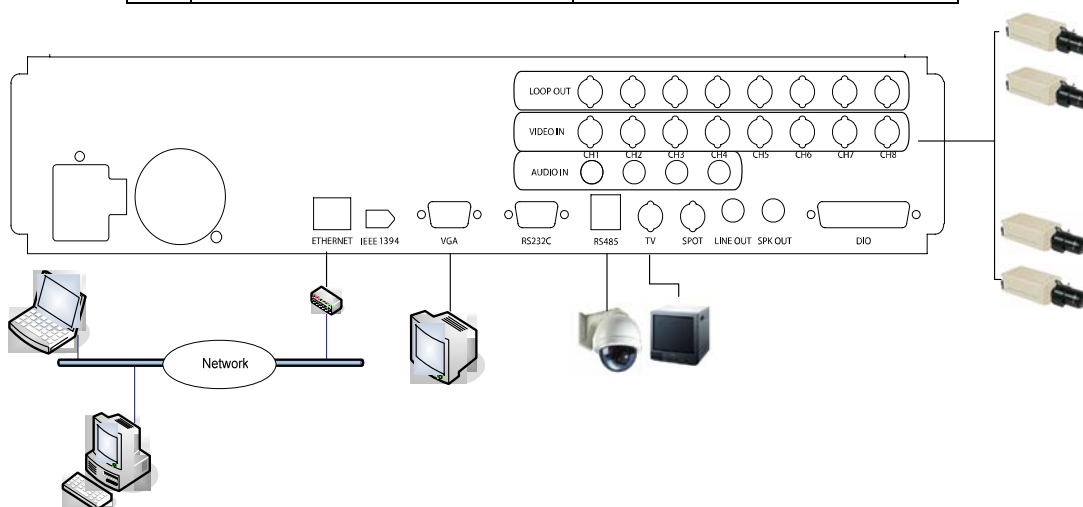 LOOP OUT
VIDEO IN
CH1 CH2 CH3 CH4 CH5 CH6 CH7 CH8
AUDIO IN
ETHERNET IEEE 1394 VGA RS232C RS485 TV SPOT LINE OUT SPK OUT DIO
Network